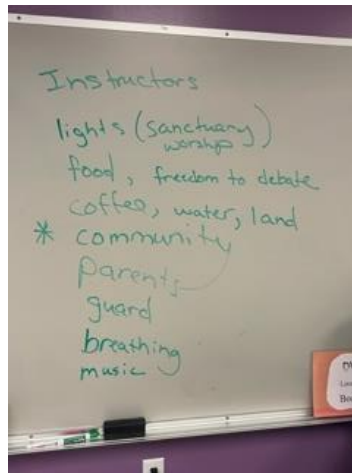 Instructors
lights (sanctuary)
worship
food, freedom to debate
coffee, water, land
* community
parents
guard
breathing
music